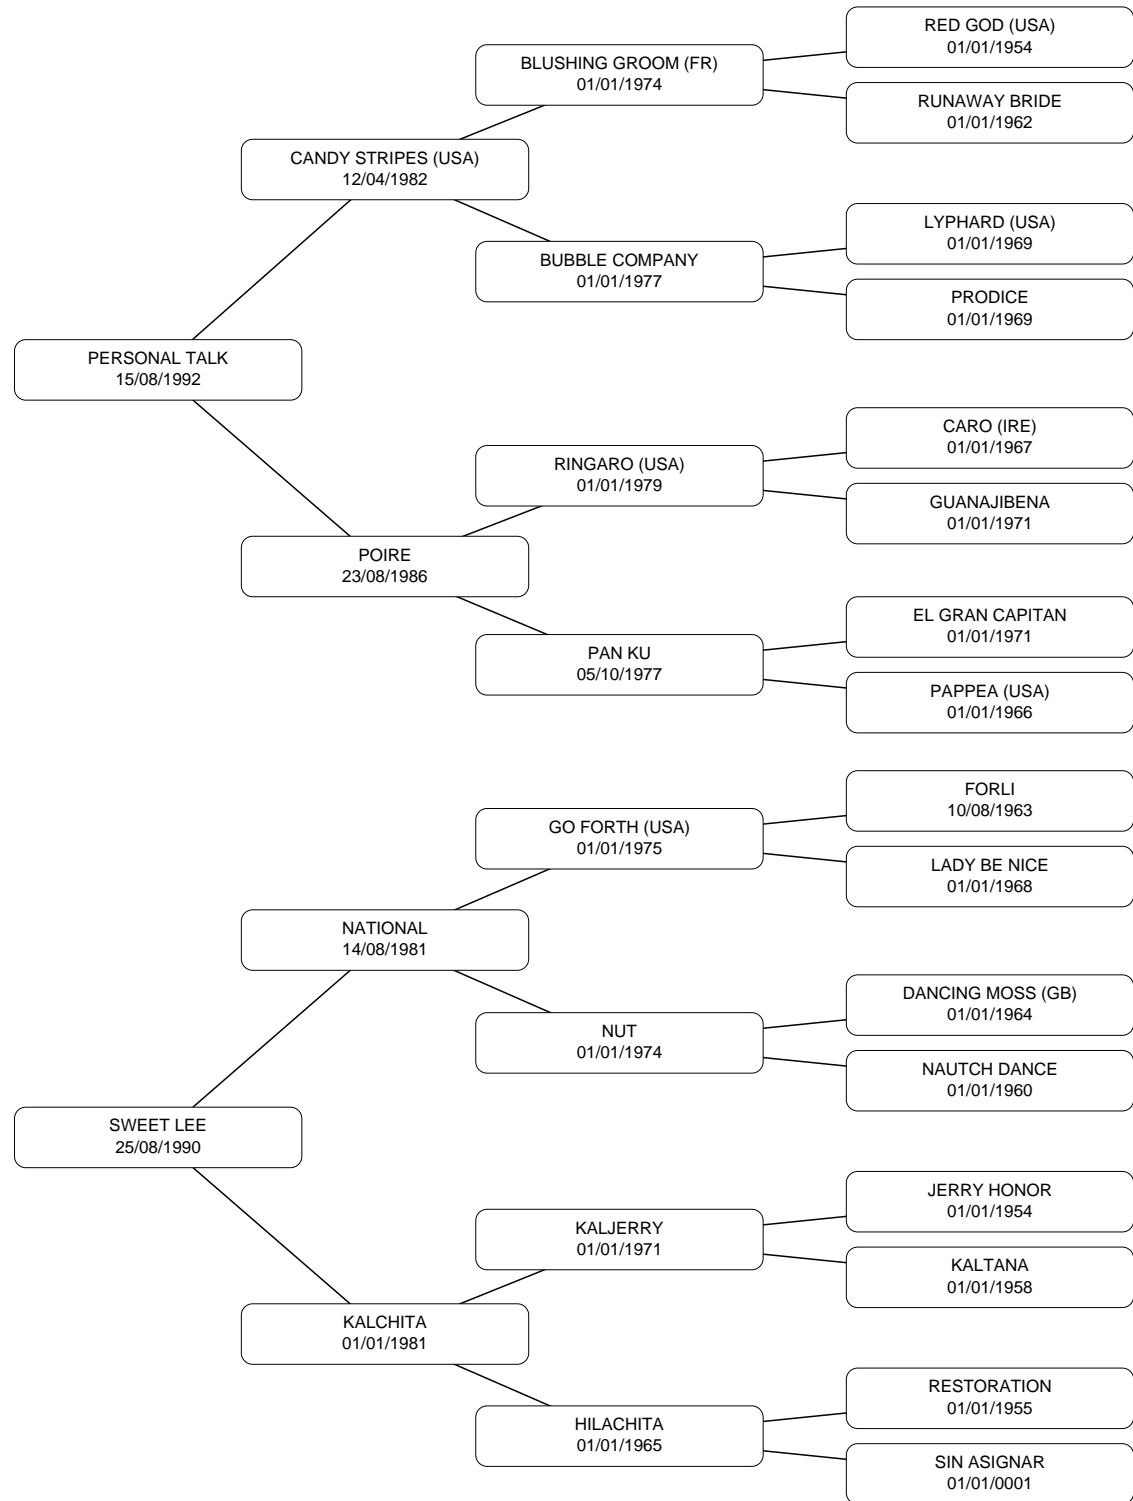 RED GOD (USA)
01/01/1954
BLUSHING GROOM (FR)
01/01/1974
RUNAWAY BRIDE
01/01/1962
CANDY STRIPES (USA)
12/04/1982
LYPHARD (USA)
01/01/1969
BUBBLE COMPANY
01/01/1977
PRODICE
01/01/1969
PERSONAL TALK
15/08/1992
CARO (IRE)
01/01/1967
RINGARO (USA)
01/01/1979
GUANAJIBENA
01/01/1971
POIRE
23/08/1986
EL GRAN CAPITAN
01/01/1971
PAN KU
05/10/1977
PAPPEA (USA)
01/01/1966
FORLI
10/08/1963
GO FORTH (USA)
01/01/1975
LADY BE NICE
01/01/1968
NATIONAL
14/08/1981
DANCING MOSS (GB)
01/01/1964
NUT
01/01/1974
NAUTCH DANCE
01/01/1960
SWEET LEE
25/08/1990
JERRY HONOR
01/01/1954
KALJERRY
01/01/1971
KALTANA
01/01/1958
KALCHITA
01/01/1981
RESTORATION
01/01/1955
HILACHITA
01/01/1965
SIN ASIGNAR
01/01/0001